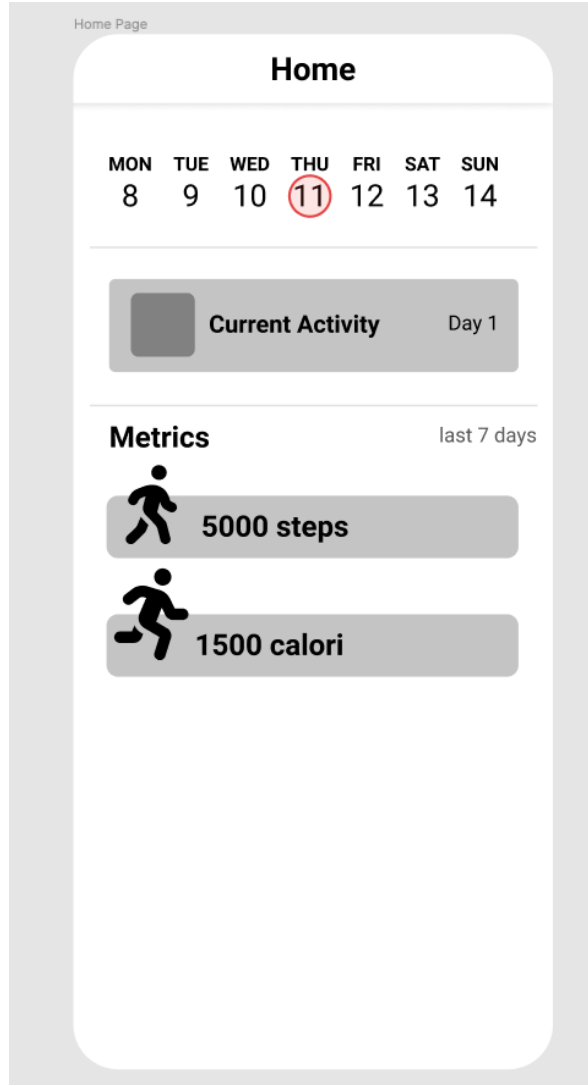 Home Page
Home
MON TUE WED THU FRI SAT SUN
8 9 10 11 12 13 14
Current Activity Day 1
Metrics last 7 days
5000 steps
1500 calori